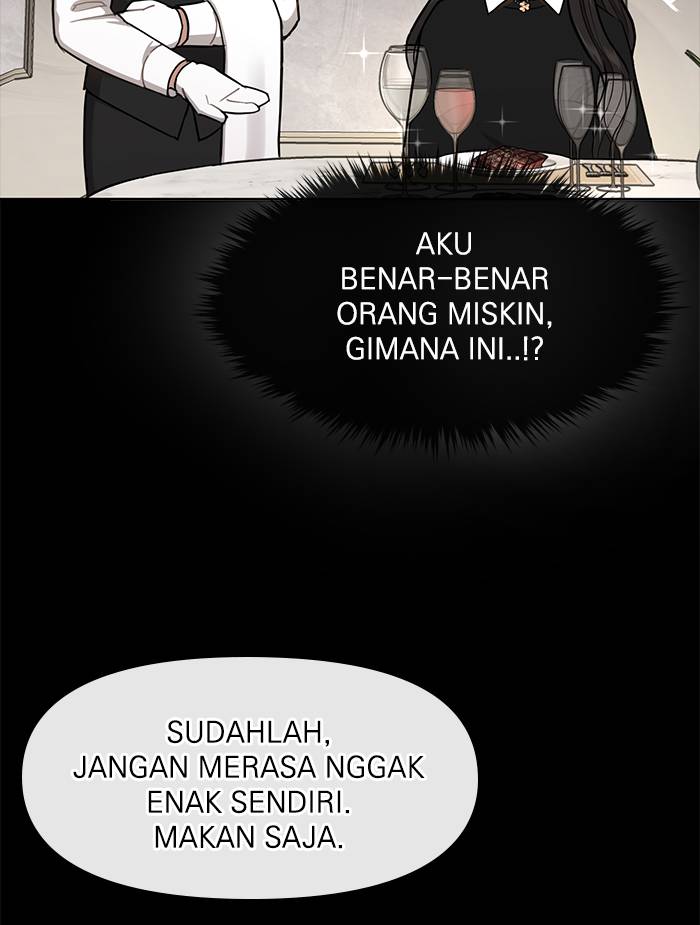 AKU
BENAR-BENAR
ORANG MISKIN,
GIMANA INI..!?
SUDAHLAH,
JANGAN MERASA NGGAK
ENAK SENDIRI.
MAKAN SAJA.